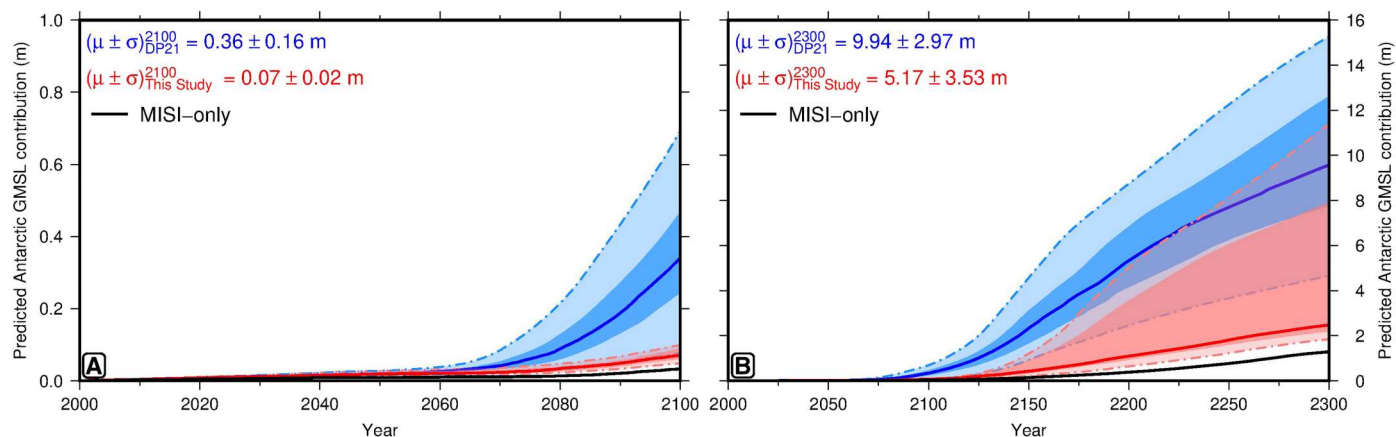 Predicted Antarctic GMSL contribution (m)
1.0
0.8
0.6
0.4
0.2
0.0
(μ ± σ)²¹⁰⁰_DP21 = 0.36 ± 0.16 m
(μ ± σ)²¹⁰⁰_This Study = 0.07 ± 0.02 m
MISI−only
A
2000 2020 2040 2060 2080 2100
Year
(μ ± σ)²³⁰⁰_DP21 = 9.94 ± 2.97 m
(μ ± σ)²³⁰⁰_This Study = 5.17 ± 3.53 m
MISI−only
B
2000 2050 2100 2150 2200 2250 2300
Year
16
14
12
10
8
6
4
2
0
Predicted Antarctic GMSL contribution (m)